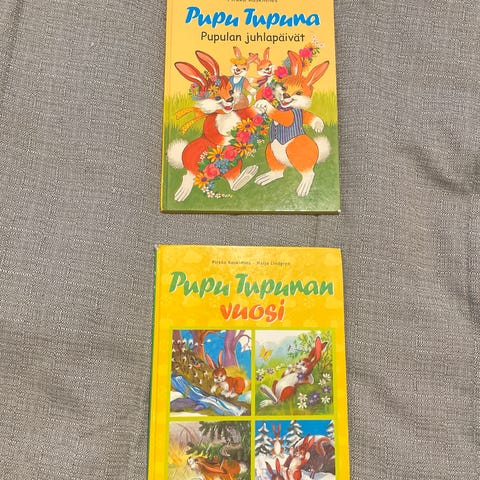 Pirkko Koskimies
Pupu Tupuna
Pupulan juhlapäivät
Pirkko Koskimies - Maija Lindgren
Pupu Tupunan
vuosi